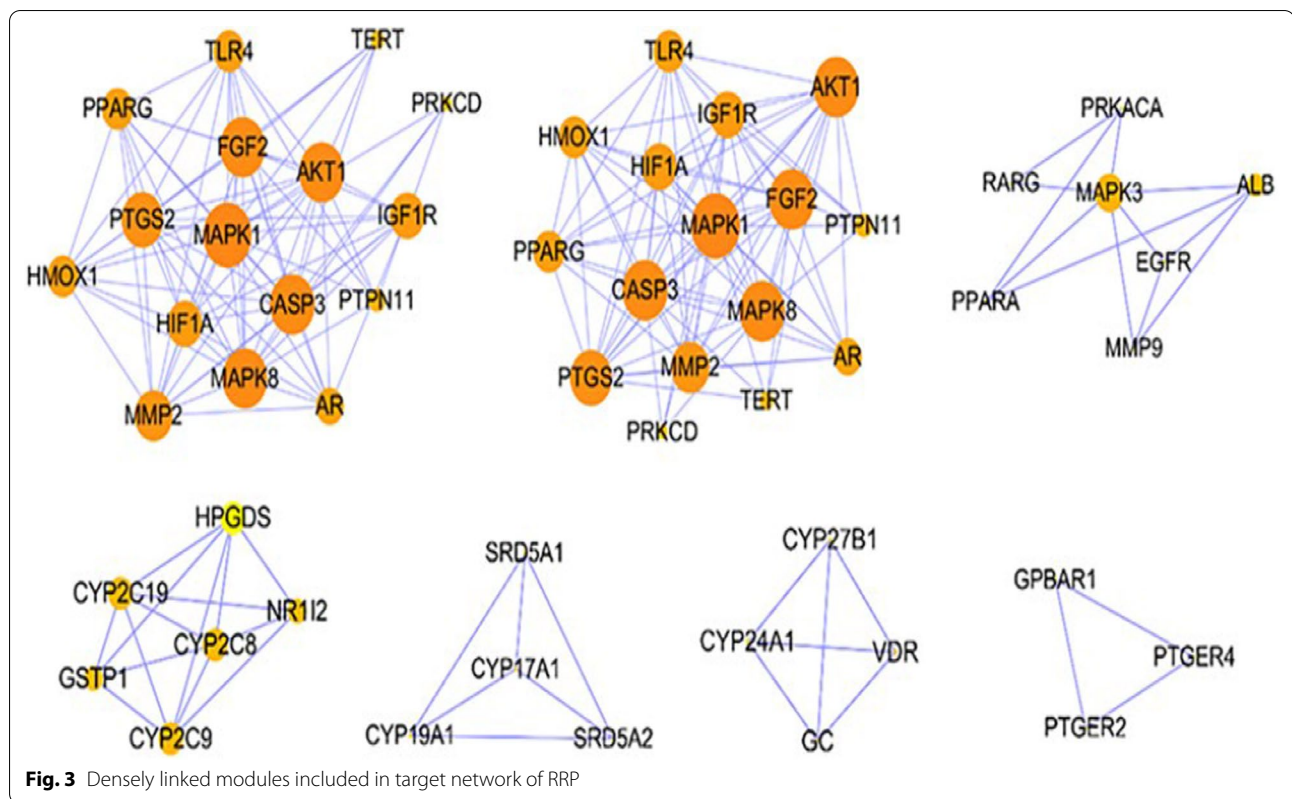 TLR4
TERT
PPARG
PRKCD
FGF2
AKT1
PTGS2
IGF1R
MAPK1
HMOX1
CASP3
PTPN11
HIF1A
MAPK8
MMP2
AR
TLR4
AKT1
IGF1R
HMOX1
HIF1A
FGF2
MAPK1
PTPN11
PPARG
CASP3
MAPK8
AR
MMP2
PTGS2
TERT
PRKCD
PRKACA
RARG
MAPK3
ALB
EGFR
PPARA
MMP9
HPGDS
CYP2C19
NR1I2
CYP2C8
GSTP1
CYP2C9
SRD5A1
CYP17A1
CYP19A1
SRD5A2
CYP27B1
CYP24A1
VDR
GC
GPBAR1
PTGER4
PTGER2
Fig. 3 Densely linked modules included in target network of RRP